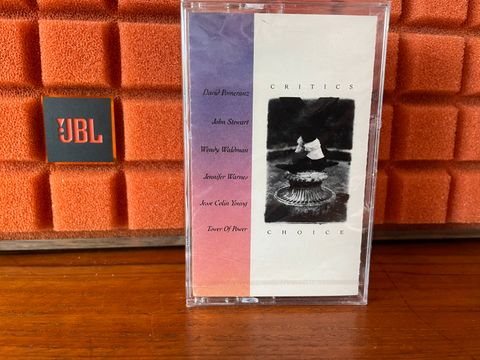 JBL
David Pomeranz
John Stewart
Wendy Waldman
Jennifer Warnes
Jesse Colin Young
Tower Of Power
CRITICS
CHOICE